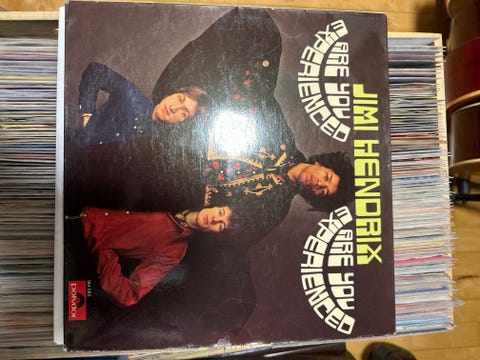 ARE YOU
EXPERIENCED
JIMI HENDRIX
ARE YOU
EXPERIENCED
polydor